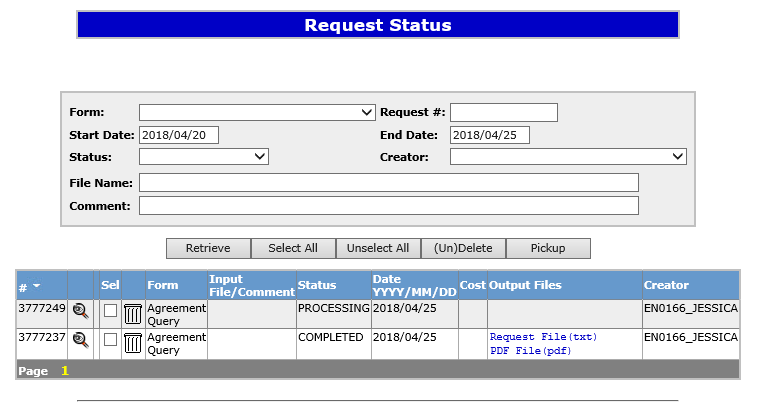 Request Status
Form: Request #:
Start Date: 2018/04/20 End Date: 2018/04/25
Status: Creator:
File Name:
Comment:
Retrieve Select All Unselect All (Un)Delete Pickup
# Sel Form Input File/Comment Status Date YYYY/MM/DD Cost Output Files Creator
3777249 Agreement Query PROCESSING 2018/04/25 EN0166_JESSICA
3777237 Agreement Query COMPLETED 2018/04/25 Request File(txt) EN0166_JESSICA
PDF File(pdf)
Page 1